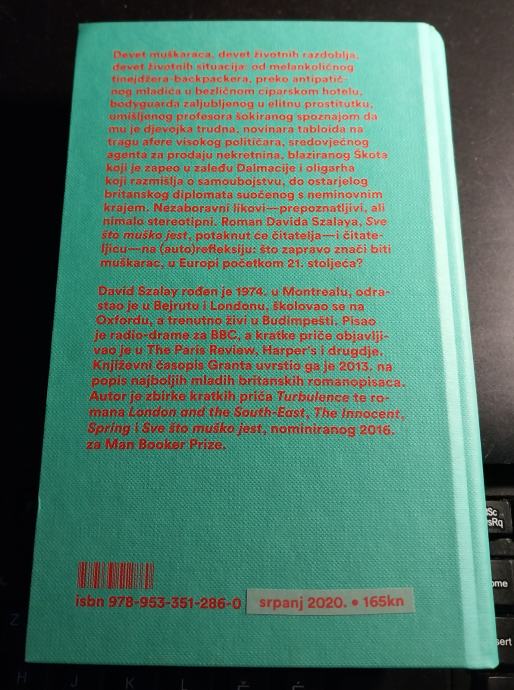 Devet muškaraca, devet životnih razdoblja,
devet životnih situacija: od melankoličnog
tinejdžera-backpackera, preko antipatič-
nog mladića u bezličnom ciparskom hotelu,
bodyguarda zaljubljenog u elitnu prostitutku,
umišljenog profesora šokiranog spoznajom da
mu je djevojka trudna, novinara tabloida na
tragu afere visokog političara, sredovječnog
agenta za prodaju nekretnina, blaziranog Škota
koji je zapeo u zaleđu Dalmacije i oligarha
koji razmišlja o samoubojstvu, do ostarjelog
britanskog diplomata suočenog s neminovnim
krajem. Nezaboravni likovi—prepoznatljivi, ali
nimalo stereotipni. Roman Davida Szalaya, Sve
što muško jest, potaknut će čitatelja—i čitate-
ljicu—na (auto)refleksiju: što zapravo znači biti
muškarac, u Europi početkom 21. stoljeća?
David Szalay rođen je 1974. u Montrealu, odra-
stao je u Bejrutu i Londonu, školovao se na
Oxfordu, a trenutno živi u Budimpešti. Pisao
je radio-drame za BBC, a kratke priče objavlji-
vao je u The Paris Review, Harper's i drugdje.
Književni časopis Granta uvrstio ga je 2013. na
popis najboljih mladih britanskih romanopisaca.
Autor je zbirke kratkih priča Turbulence te ro-
mana London and the South-East, The Innocent,
Spring i Sve što muško jest, nominiranog 2016.
za Man Booker Prize.
isbn 978-953-351-286-0 srpanj 2020. • 165kn
Z
H J K L Č Ć